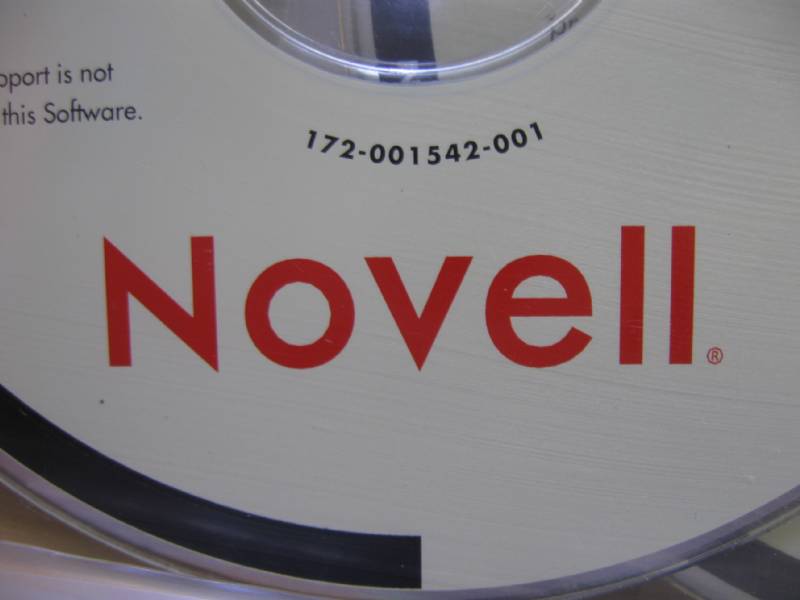 pport is not
this Software.
172-001542-001
Novell®